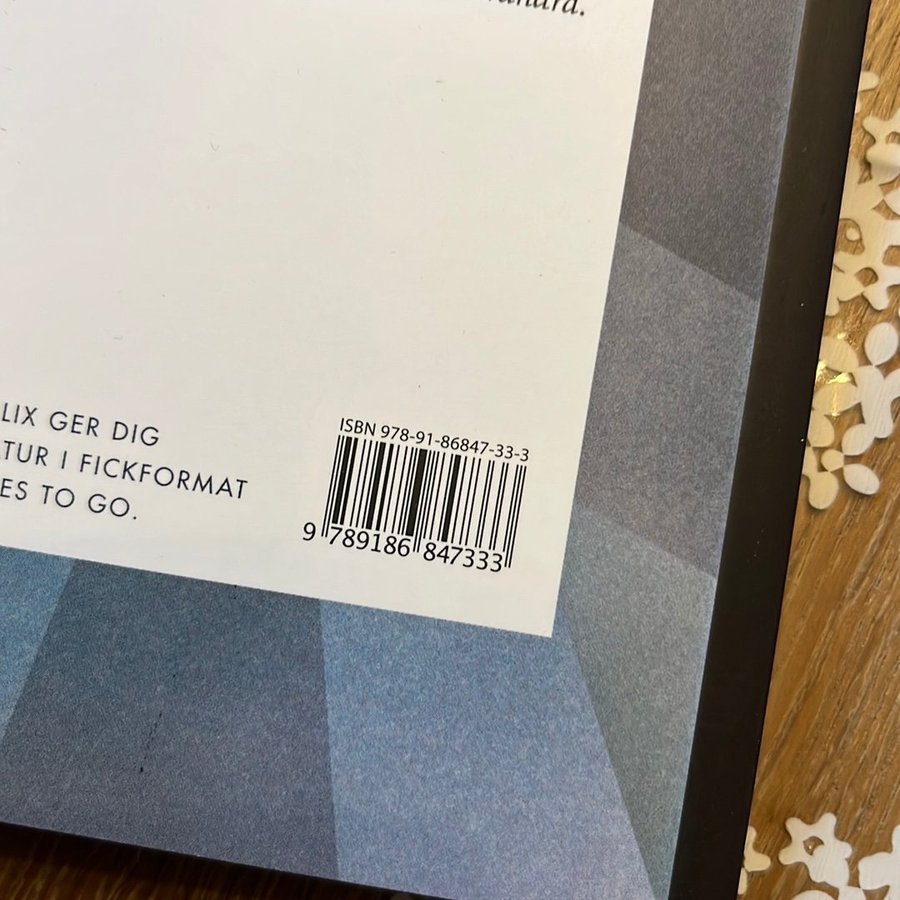 LIX GER DIG
TUR I FICKFORMAT
ES TO GO.
ISBN 978-91-86847-33-3
9 789186 847333